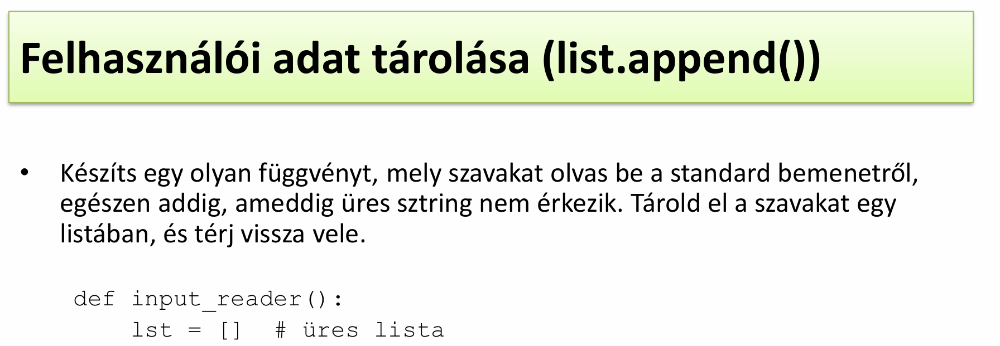 Felhasználói adat tárolása (list.append())
• Készíts egy olyan függvényt, mely szavakat olvas be a standard bemenetről,
egészen addig, ameddig üres sztring nem érkezik. Tárold el a szavakat egy
listában, és térj vissza vele.
def input_reader():
    lst = []  # üres lista